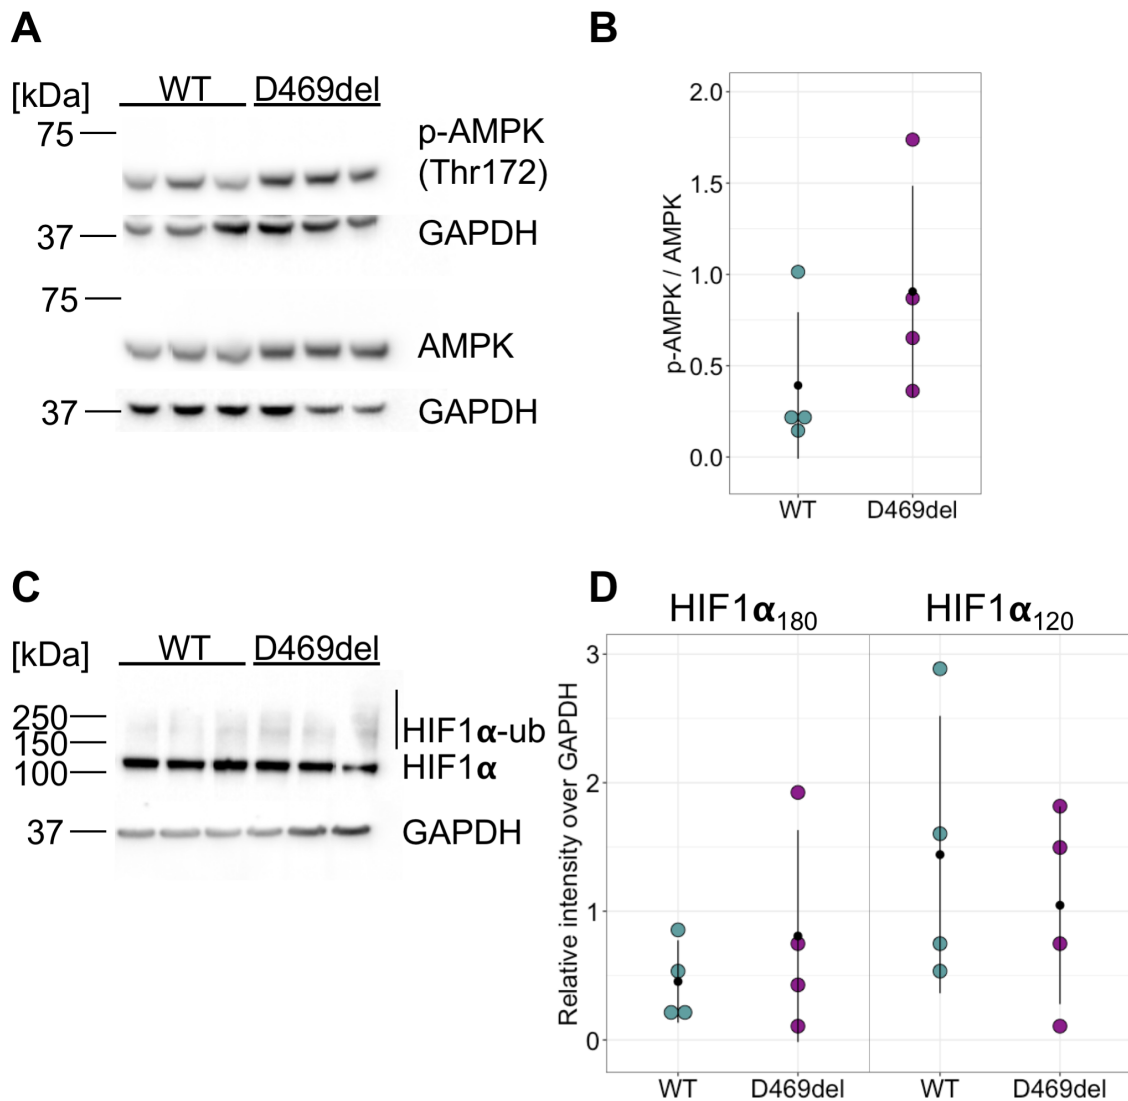 A
[kDa] WT D469del
75
p-AMPK
(Thr172)
37 GAPDH
75
AMPK
37 GAPDH
B
p-AMPK / AMPK
2.0
1.5
1.0
0.5
0.0
WT D469del
C
[kDa] WT D469del
250
150
100
37
HIF1α-ub
HIF1α
GAPDH
D
HIF1α180 HIF1α120
Relative intensity over GAPDH
3
2
1
0
WT D469del WT D469del